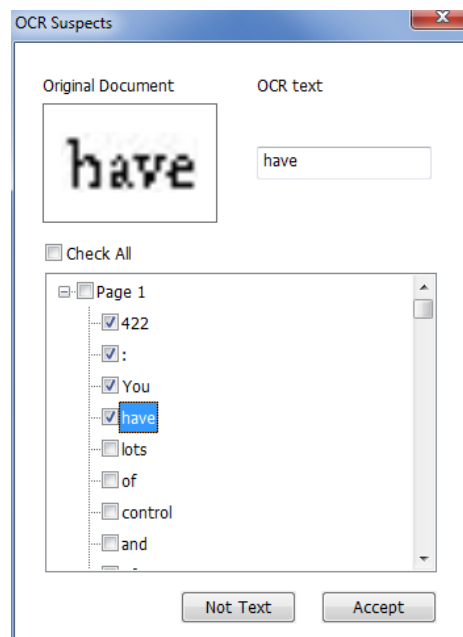 OCR Suspects
X
Original Document
OCR text
have
have
Check All
Page 1
422
:
You
have
lots
of
control
and
Not Text
Accept